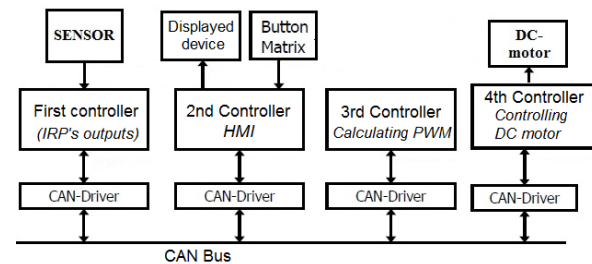 SENSOR
Displayed
device
Button
Matrix
DC-
motor
First controller
(IRP's outputs)
2nd Controller
HMI
3rd Controller
Calculating PWM
4th Controller
Controlling
DC motor
CAN-Driver
CAN-Driver
CAN-Driver
CAN-Driver
CAN Bus